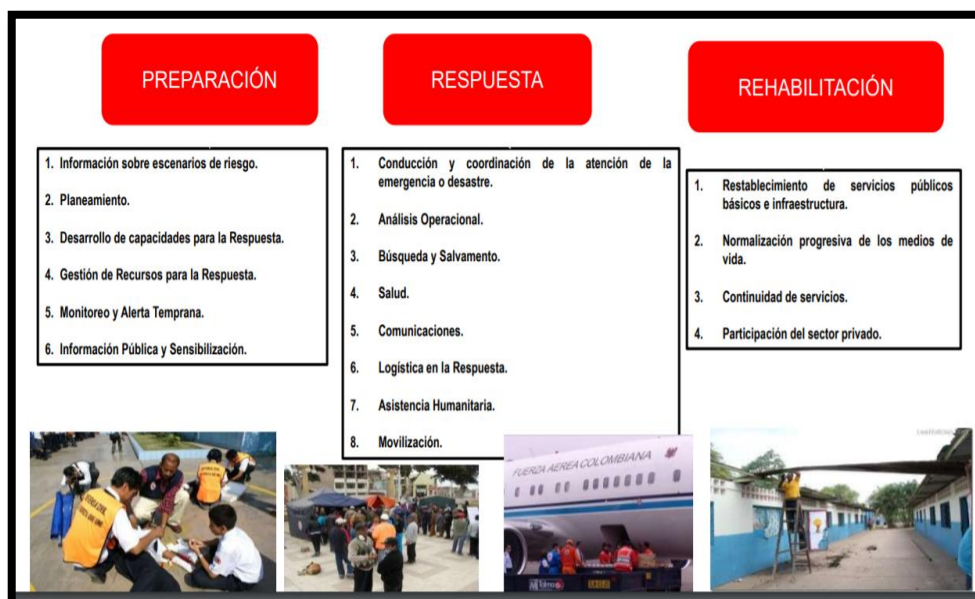 PREPARACIÓN
1. Información sobre escenarios de riesgo.
2. Planeamiento.
3. Desarrollo de capacidades para la Respuesta.
4. Gestión de Recursos para la Respuesta.
5. Monitoreo y Alerta Temprana.
6. Información Pública y Sensibilización.
RESPUESTA
1. Conducción y coordinación de la atención de la
emergencia o desastre.
2. Análisis Operacional.
3. Búsqueda y Salvamento.
4. Salud.
5. Comunicaciones.
6. Logística en la Respuesta.
7. Asistencia Humanitaria.
8. Movilización.
REHABILITACIÓN
1. Restablecimiento de servicios públicos
básicos e infraestructura.
2. Normalización progresiva de los medios de
vida.
3. Continuidad de servicios.
4. Participación del sector privado.
FUERZA AEREA COLOMBIANA
Talma